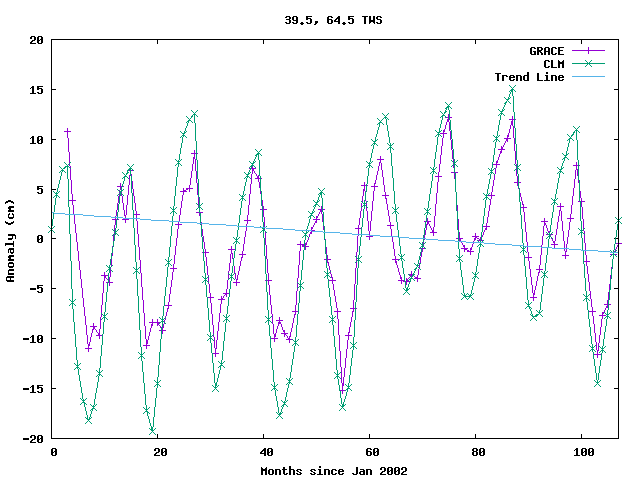 39.5, 64.5 TWS
GRACE
CLM
Trend Line
20
15
10
5
0
-5
-10
-15
-20
Anomaly (cm)
0 20 40 60 80 100
Months since Jan 2002